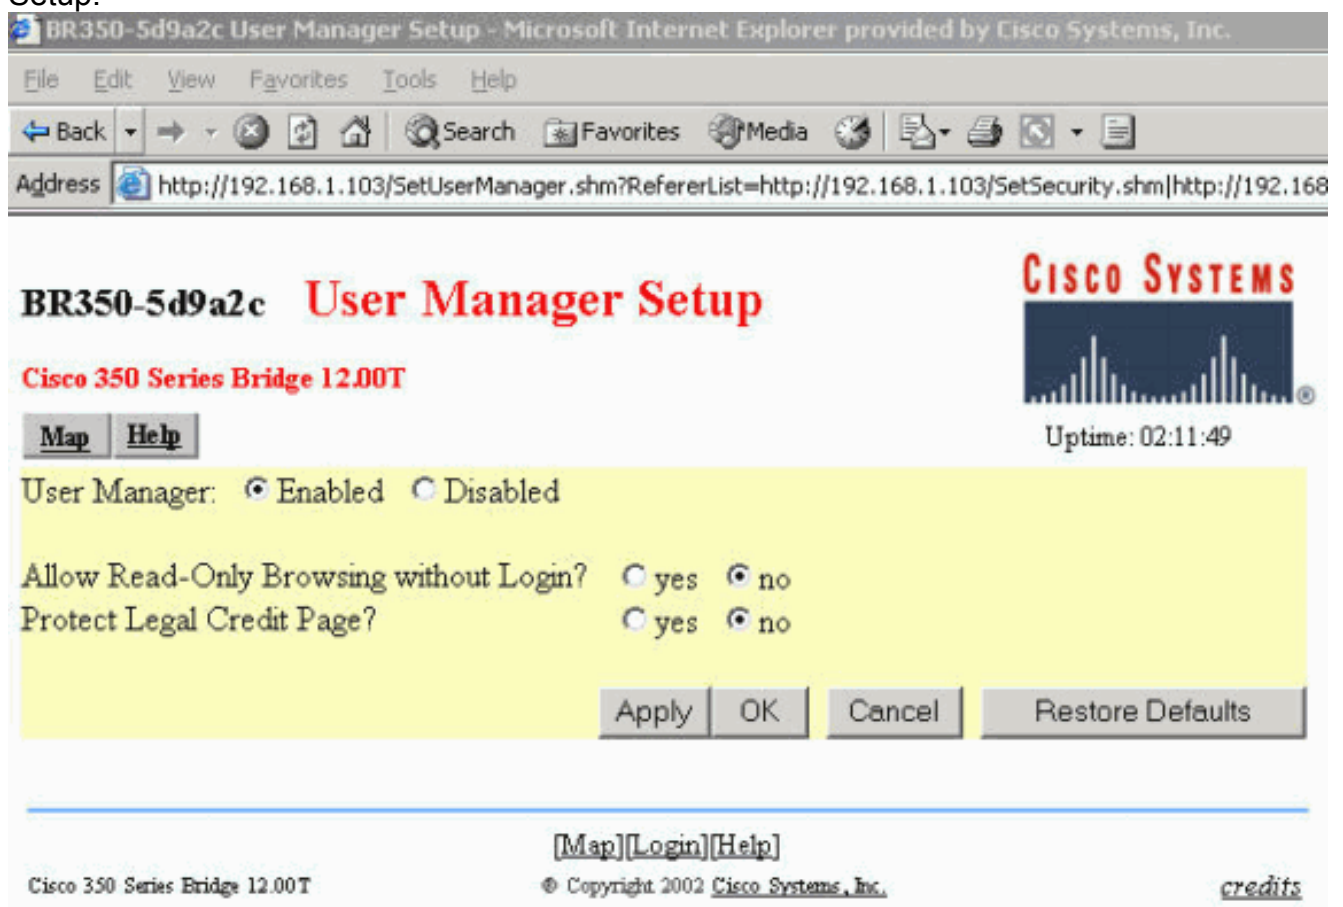 Setup:
BR350-5d9a2c User Manager Setup - Microsoft Internet Explorer provided by Cisco Systems, Inc.
File Edit View Favorites Tools Help
Back Search Favorites Media
Address http://192.168.1.103/SetUserManager.shm?RefererList=http://192.168.1.103/SetSecurity.shm|http://192.168
CISCO SYSTEMS
BR350-5d9a2c User Manager Setup
Cisco 350 Series Bridge 12.00T
Map Help
Uptime: 02:11:49
User Manager: Enabled Disabled
Allow Read-Only Browsing without Login? yes no
Protect Legal Credit Page? yes no
Apply OK Cancel Restore Defaults
[Map][Login][Help]
Cisco 350 Series Bridge 12.00T © Copyright 2002 Cisco Systems, Inc. credits